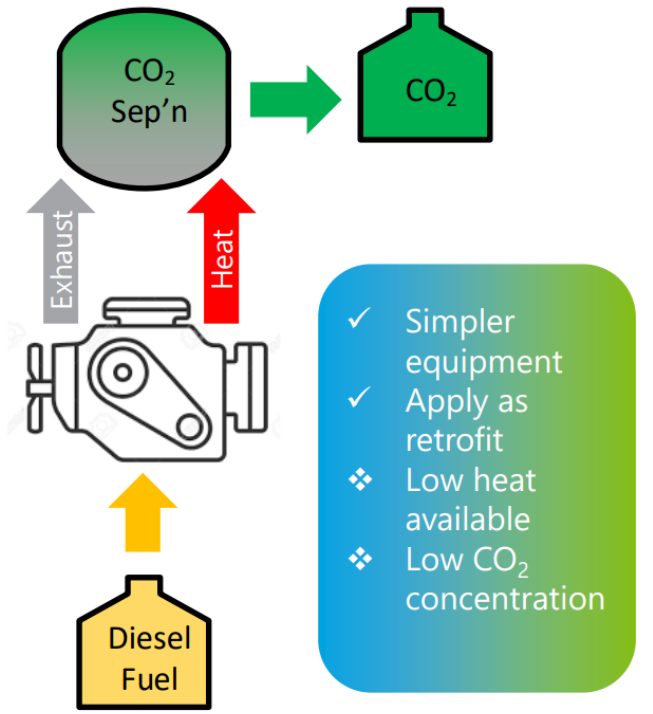 CO₂
Sep’n
CO₂
Exhaust
Heat
✓ Simpler
equipment
✓ Apply as
retrofit
❖ Low heat
available
❖ Low CO₂
concentration
Diesel
Fuel